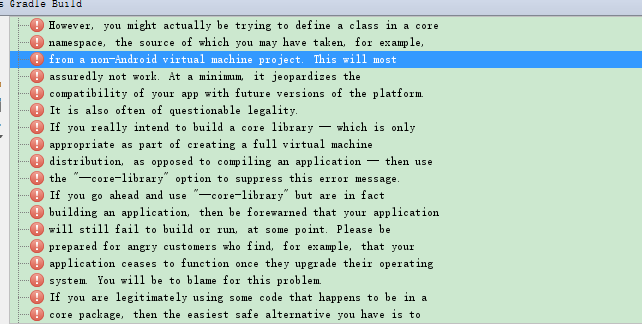 s Gradle Build
However, you might actually be trying to define a class in a core
namespace, the source of which you may have taken, for example,
from a non-Android virtual machine project. This will most
assuredly not work. At a minimum, it jeopardizes the
compatibility of your app with future versions of the platform.
It is also often of questionable legality.
If you really intend to build a core library -- which is only
appropriate as part of creating a full virtual machine
distribution, as opposed to compiling an application -- then use
the "--core-library" option to suppress this error message.
If you go ahead and use "--core-library" but are in fact
building an application, then be forewarned that your application
will still fail to build or run, at some point. Please be
prepared for angry customers who find, for example, that your
application ceases to function once they upgrade their operating
system. You will be to blame for this problem.
If you are legitimately using some code that happens to be in a
core package, then the easiest safe alternative you have is to